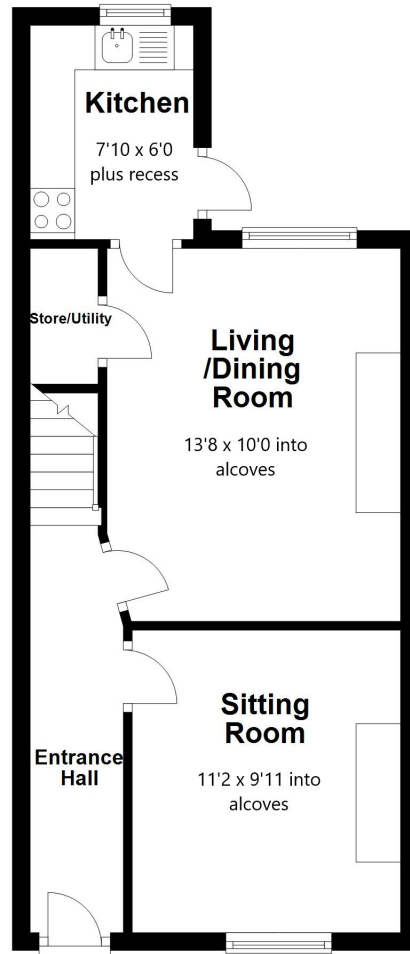 Kitchen
7'10 x 6'0
plus recess
Store/Utility
Living
/Dining
Room
13'8 x 10'0 into
alcoves
Sitting
Room
11'2 x 9'11 into
alcoves
Entrance
Hall